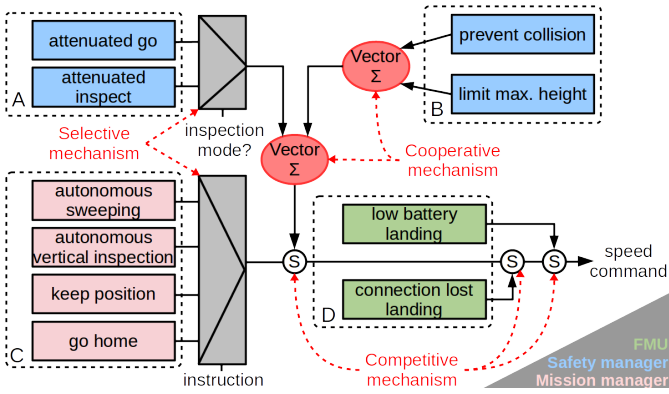 attenuated go
attenuated
inspect
A
prevent collision
limit max. height
B
Vector
Σ
Selective
mechanism
inspection
mode?
Vector
Σ
Cooperative
mechanism
autonomous
sweeping
autonomous
vertical inspection
keep position
go home
C
instruction
low battery
landing
connection lost
landing
D
S
S
S
speed
command
Competitive
mechanism
FMU
Safety manager
Mission manager